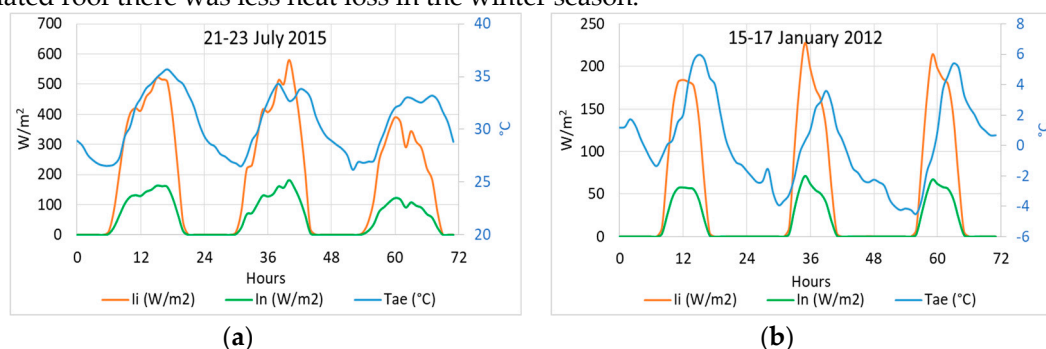 roof there was less heat loss in the winter season.
21-23 July 2015
15-17 January 2012
700
600
500
400
300
200
100
0
W/m²
40
35
30
25
20
°C
0 12 24 36 48 60 72
Hours
Ii (W/m2) In (W/m2) Tae (°C)
(a)
250
200
150
100
50
0
W/m²
8
6
4
2
0
-2
-4
-6
°C
0 12 24 36 48 60 72
Hours
Ii (W/m2) In (W/m2) Tae (°C)
(b)